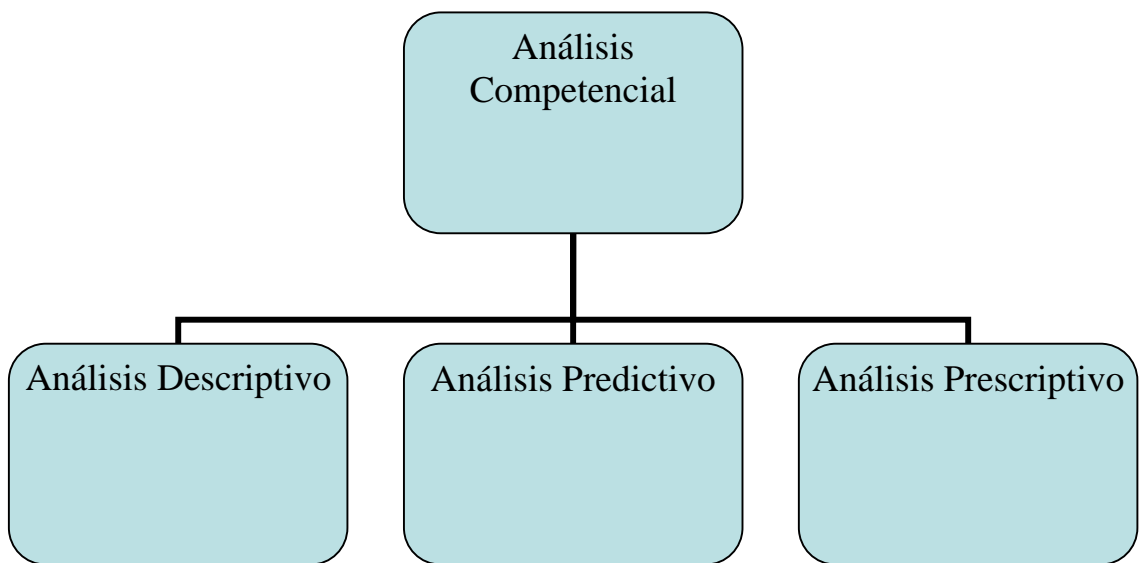 Análisis
Competencial
Análisis Descriptivo
Análisis Predictivo
Análisis Prescriptivo